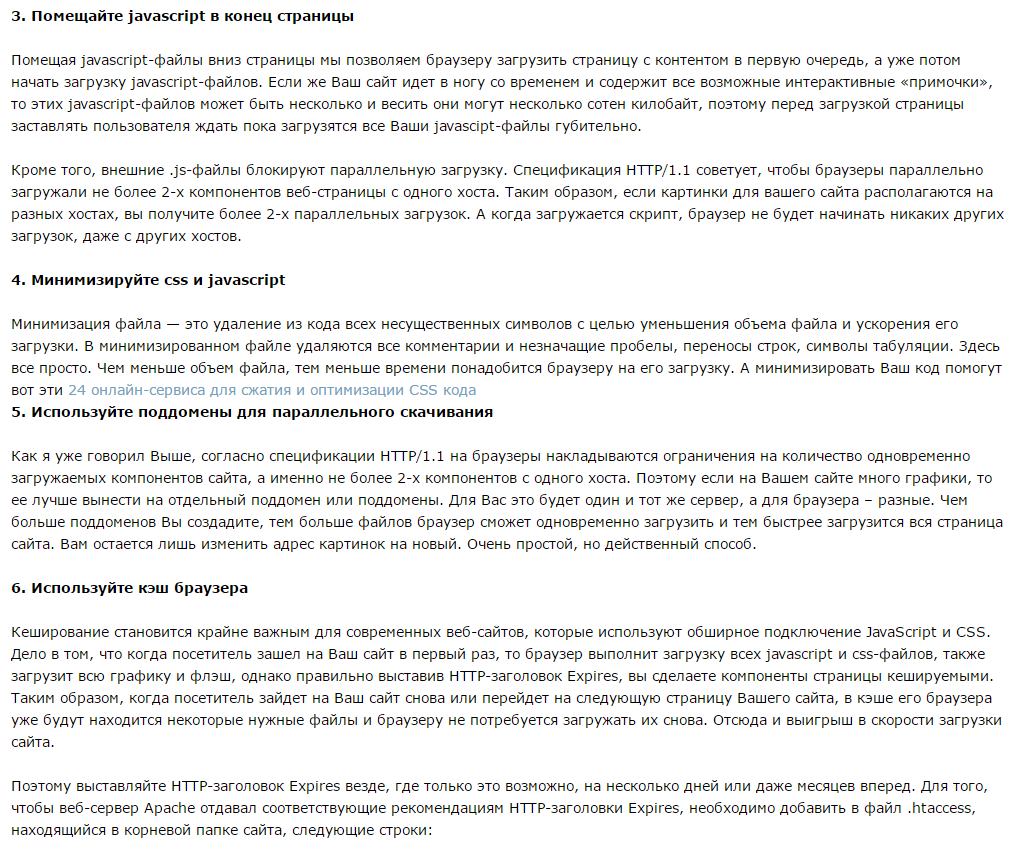 3. Помещайте javascript в конец страницы
Помещая javascript-файлы вниз страницы мы позволяем браузеру загрузить страницу с контентом в первую очередь, а уже потом
начать загрузку javascript-файлов. Если же Ваш сайт идет в ногу со временем и содержит все возможные интерактивные «примочки»,
то этих javascript-файлов может быть несколько и весить они могут несколько сотен килобайт, поэтому перед загрузкой страницы
заставлять пользователя ждать пока загрузятся все Ваши javascipt-файлы губительно.
Кроме того, внешние .js-файлы блокируют параллельную загрузку. Спецификация HTTP/1.1 советует, чтобы браузеры параллельно
загружали не более 2-х компонентов веб-страницы с одного хоста. Таким образом, если картинки для вашего сайта располагаются на
разных хостах, вы получите более 2-х параллельных загрузок. А когда загружается скрипт, браузер не будет начинать никаких других
загрузок, даже с других хостов.
4. Минимизируйте css и javascript
Минимизация файла — это удаление из кода всех несущественных символов с целью уменьшения объема файла и ускорения его
загрузки. В минимизированном файле удаляются все комментарии и незначащие пробелы, переносы строк, символы табуляции. Здесь
все просто. Чем меньше объем файла, тем меньше времени понадобится браузеру на его загрузку. А минимизировать Ваш код помогут
вот эти 24 онлайн-сервиса для сжатия и оптимизации CSS кода
5. Используйте поддомены для параллельного скачивания
Как я уже говорил Выше, согласно спецификации HTTP/1.1 на браузеры накладываются ограничения на количество одновременно
загружаемых компонентов сайта, а именно не более 2-х компонентов с одного хоста. Поэтому если на Вашем сайте много графики, то
ее лучше вынести на отдельный поддомен или поддомены. Для Вас это будет один и тот же сервер, а для браузера – разные. Чем
больше поддоменов Вы создадите, тем больше файлов браузер сможет одновременно загрузить и тем быстрее загрузится вся страница
сайта. Вам остается лишь изменить адрес картинок на новый. Очень простой, но действенный способ.
6. Используйте кэш браузера
Кеширование становится крайне важным для современных веб-сайтов, которые используют обширное подключение JavaScript и CSS.
Дело в том, что когда посетитель зашел на Ваш сайт в первый раз, то браузер выполнит загрузку всех javascript и css-файлов, также
загрузит всю графику и флэш, однако правильно выставив HTTP-заголовок Expires, вы сделаете компоненты страницы кешируемыми.
Таким образом, когда посетитель зайдет на Ваш сайт снова или перейдет на следующую страницу Вашего сайта, в кэше его браузера
уже будут находится некоторые нужные файлы и браузеру не потребуется загружать их снова. Отсюда и выигрыш в скорости загрузки
сайта.
Поэтому выставляйте HTTP-заголовок Expires везде, где только это возможно, на несколько дней или даже месяцев вперед. Для того,
чтобы веб-сервер Apache отдавал соответствующие рекомендациям HTTP-заголовки Expires, необходимо добавить в файл .htaccess,
находящийся в корневой папке сайта, следующие строки: